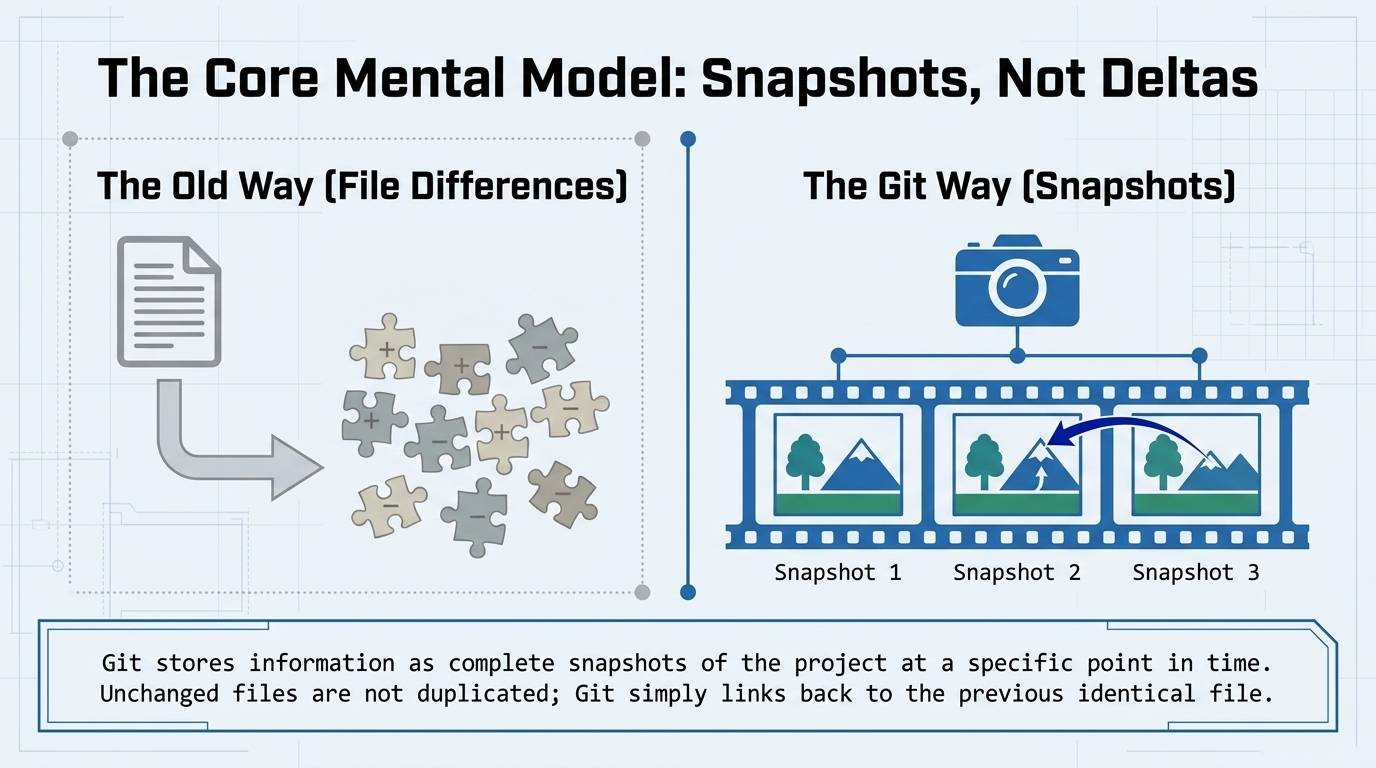 The Core Mental Model: Snapshots, Not Deltas
The Old Way (File Differences)
+
+
−
+
−
+
−
−
−
−
The Git Way (Snapshots)
Snapshot 1
Snapshot 2
Snapshot 3
Git stores information as complete snapshots of the project at a specific point in time.
Unchanged files are not duplicated; Git simply links back to the previous identical file.